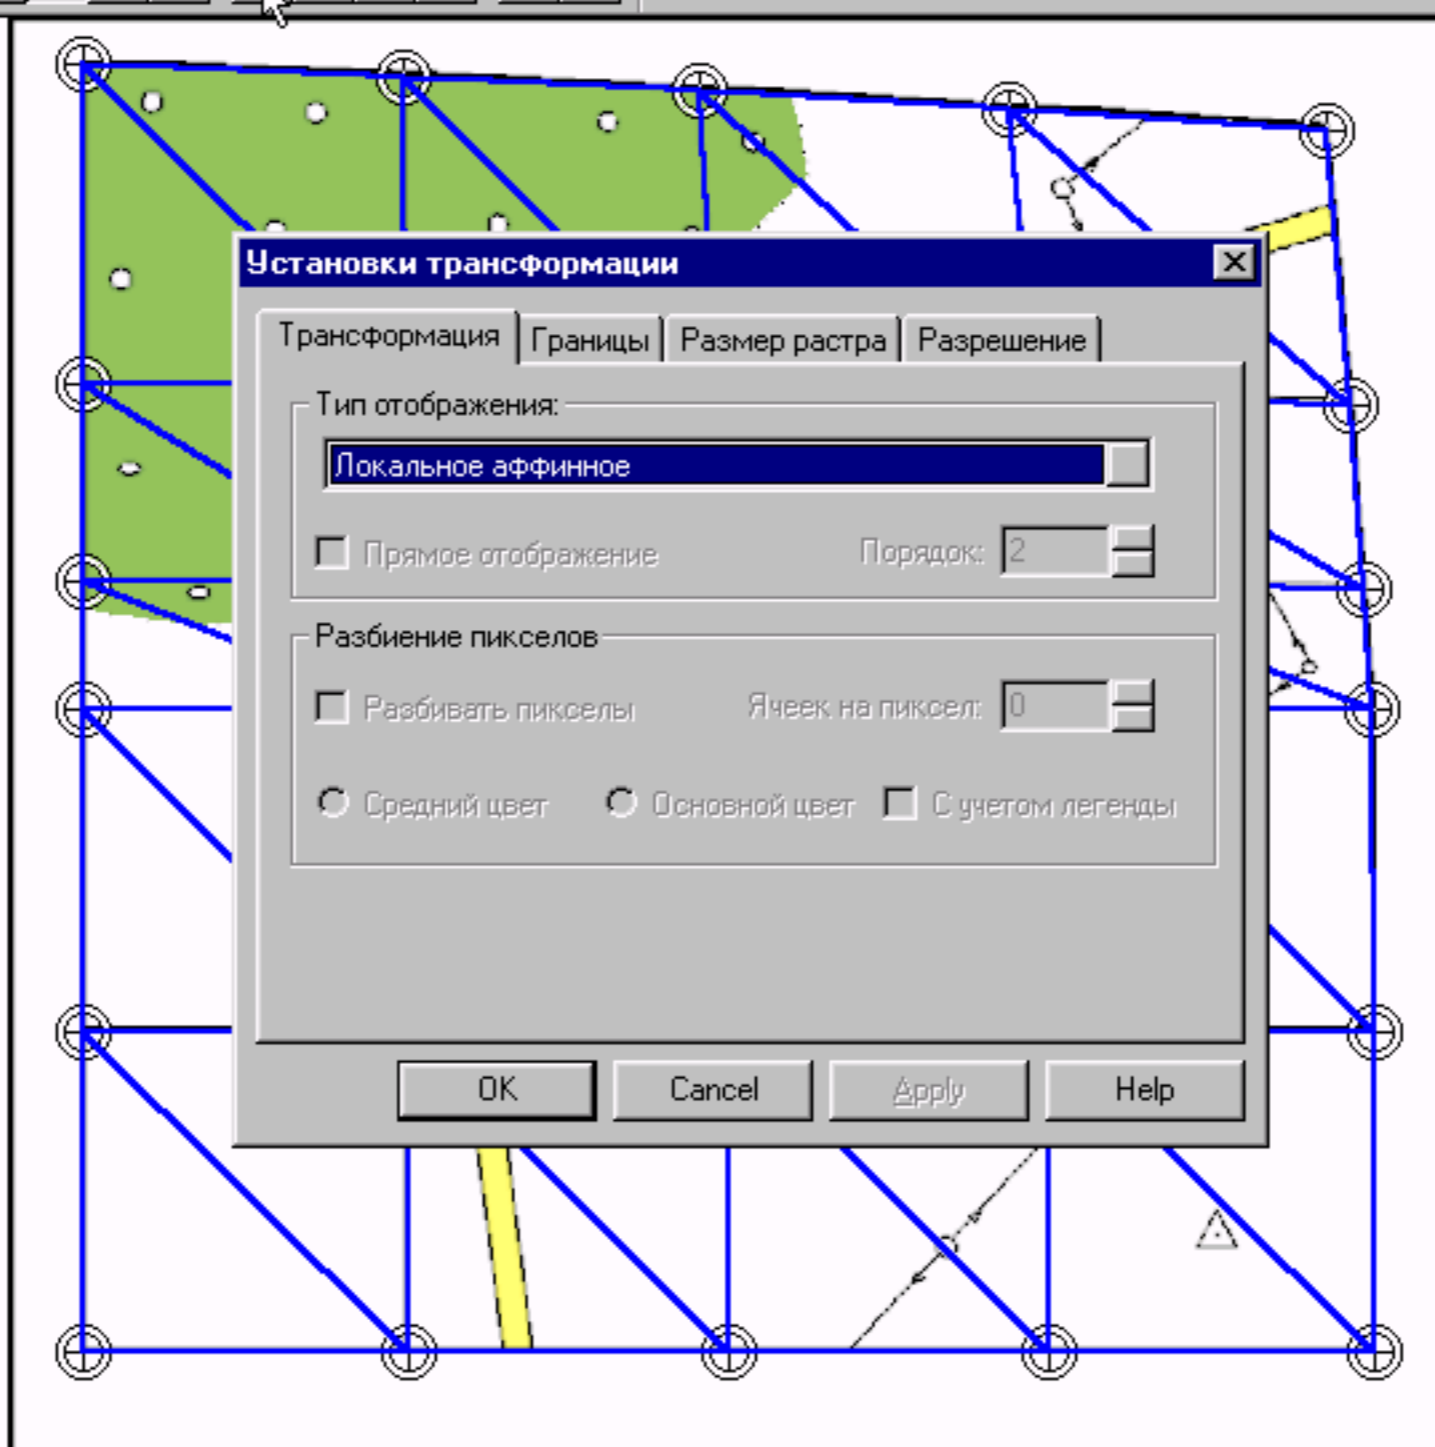 Установки трансформации
Трансформация Границы Размер растра Разрешение
Тип отображения:
Локальное аффинное
Прямое отображение Порядок: 2
Разбиение пикселов
Разбивать пикселы Ячеек на пиксел: 0
Средний цвет Основной цвет С учетом легенды
OK Cancel Apply Help